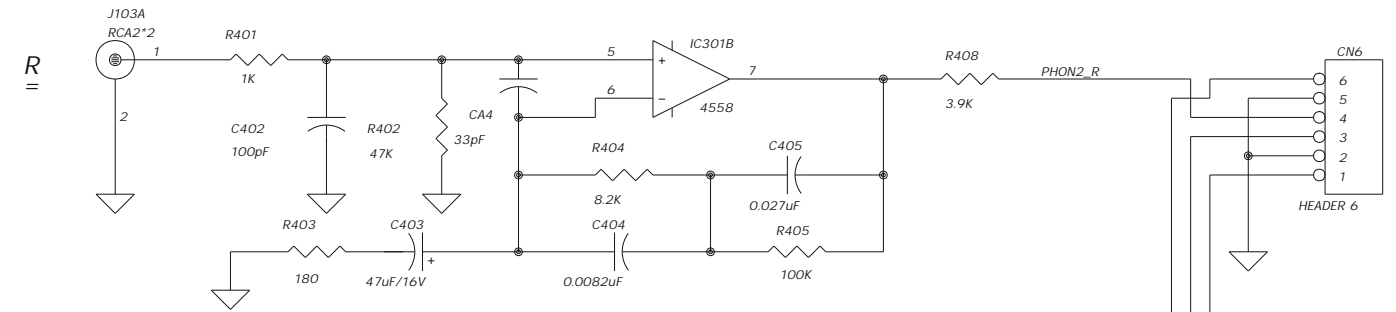 J103A
RCA2*2
R
1
2
R401
1K
C402
100pF
R402
47K
CA4
33pF
5
6
+
−
IC301B
7
4558
R408
3.9K
PHON2_R
CN6
6
5
4
3
2
1
HEADER 6
R404
8.2K
C405
0.027uF
R403
180
C403
+
47uF/16V
C404
0.0082uF
R405
100K